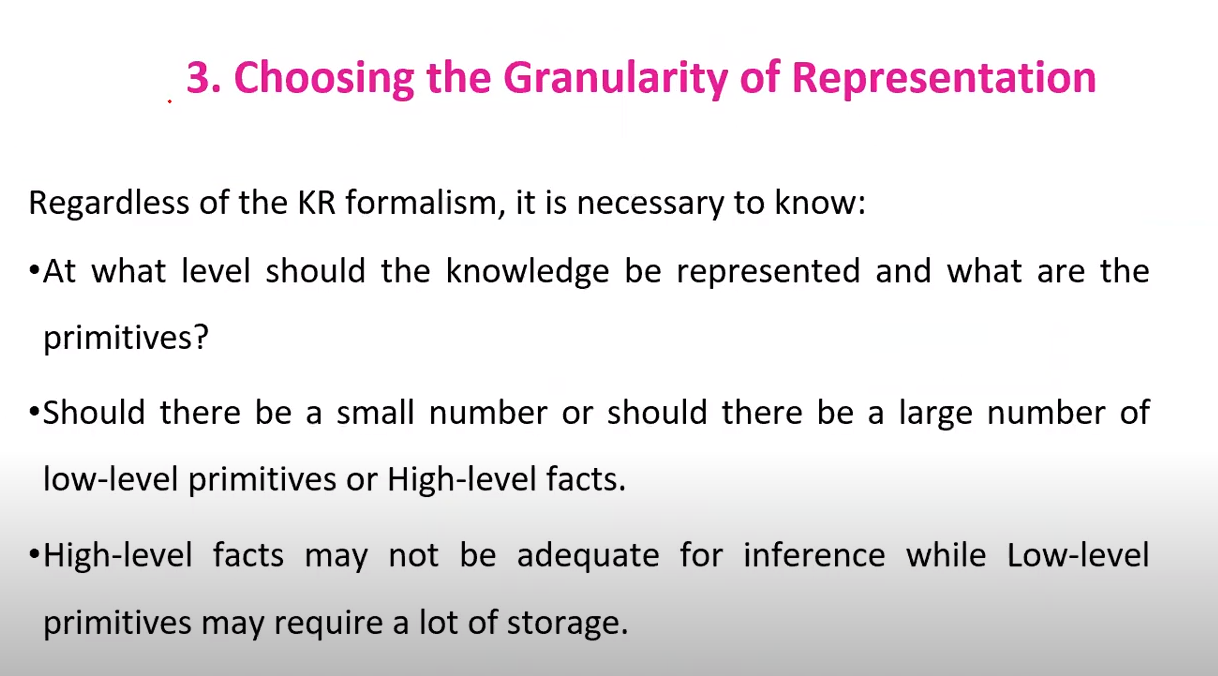 3. Choosing the Granularity of Representation
Regardless of the KR formalism, it is necessary to know:
•At what level should the knowledge be represented and what are the
primitives?
•Should there be a small number or should there be a large number of
low-level primitives or High-level facts.
•High-level facts may not be adequate for inference while Low-level
primitives may require a lot of storage.